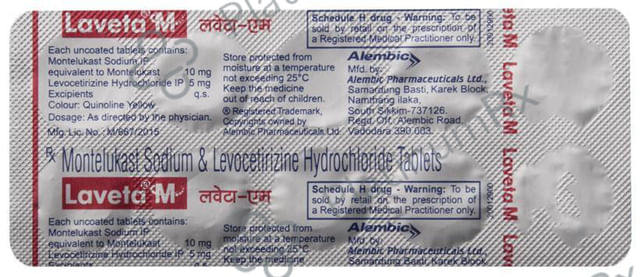 Laveta® M
लवेटा-एम
Each uncoated tablets contains:
Montelukast Sodium IP
equivalent to Montelukast 10 mg
Levocetirizine Hydrochloride IP 5 mg
Excipients q.s.
Colour: Quinoline Yellow
Dosage: As directed by the physician.
Mfg. Lic. No.: M/667/2015
Store protected from
moisture at a temperature
not exceeding 25°C
Keep the medicine
out of reach of children.
® Registered Trademark,
Copyrights owned by
Alembic Pharmaceuticals Ltd.
Schedule H drug - Warning: To be
sold by retail on the prescription of
a Registered Medical Practitioner only.
Alembic
Mfd. by:
Alembic Pharmaceuticals Ltd.,
Samardung Basti, Karek Block,
Namthang
South Sikkim-737126.
Regd. Off.: Alembic Road,
Vadodara 390 003.
Laveta M
Rx Montelukast Sodium & Levocetirizine Hydrochloride Tablets
Laveta® M
लवेटा-एम
Each uncoated tablets contains:
Montelukast Sodium IP
equivalent to Montelukast 10 mg
Levocetirizine Hydrochloride IP 5 mg
Excipients q.s.
Store protected from
moisture at a temperature
not exceeding 25°C
Keep the medicine
Schedule H drug - Warning: To be
sold by retail on the prescription of
a Registered Medical Practitioner only.
Alembic
Mfd. by:
Alembic Pharmaceuticals Ltd.,
Samardung Basti, Karek Block,
Laveta M